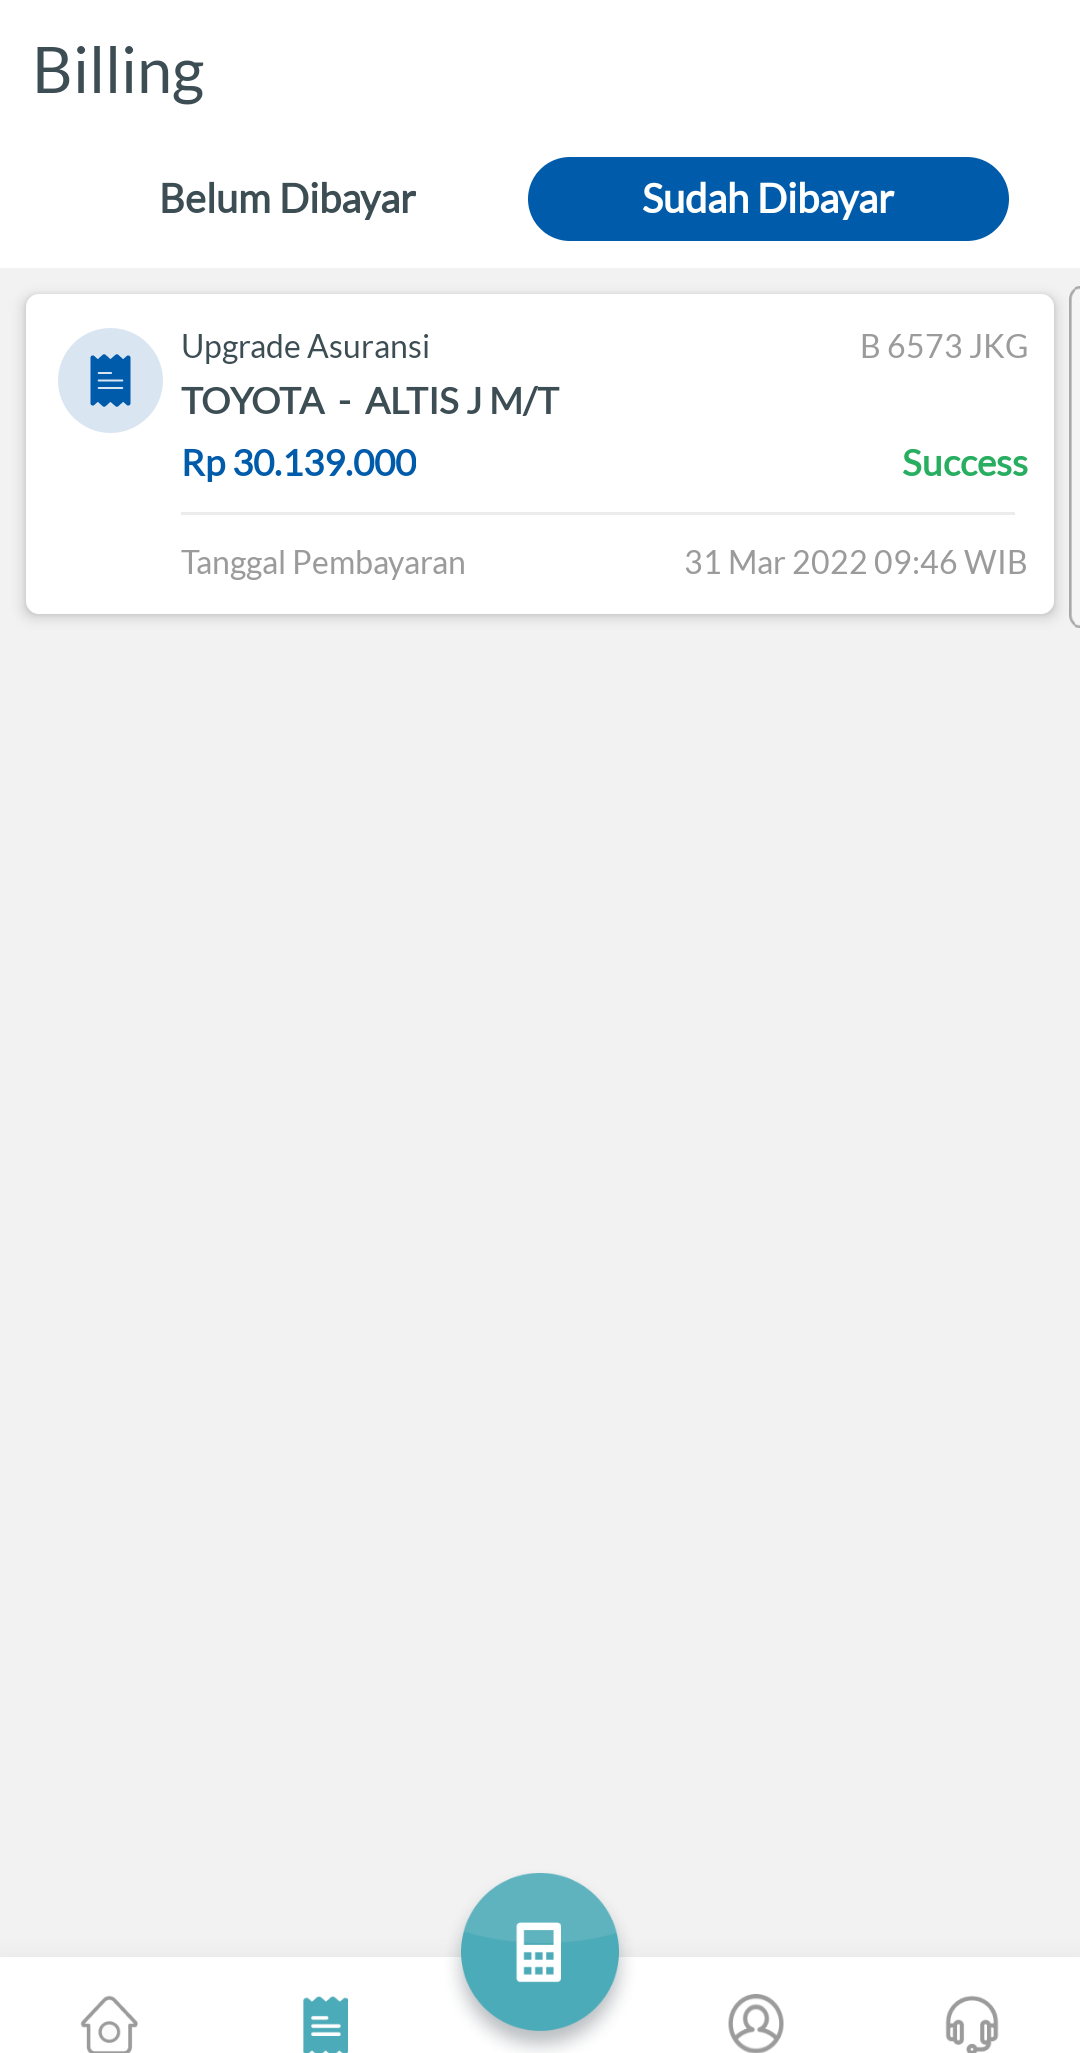 Billing
Belum Dibayar Sudah Dibayar
Upgrade Asuransi B 6573 JKG
TOYOTA - ALTIS J M/T
Rp 30.139.000 Success
Tanggal Pembayaran 31 Mar 2022 09:46 WIB